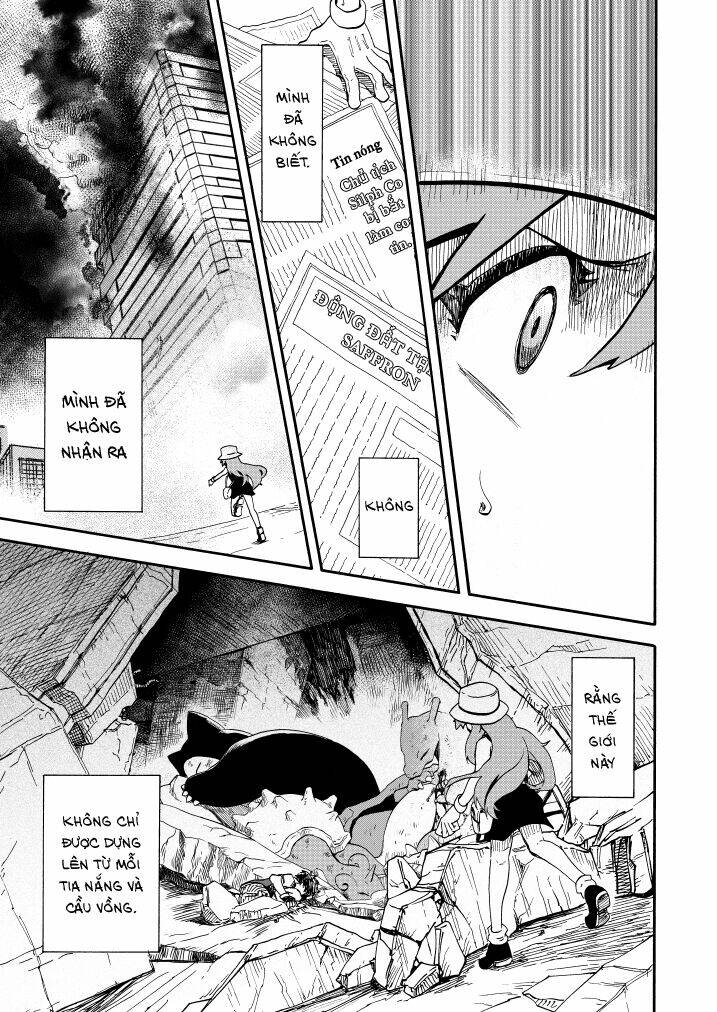 Tin nóng
Chủ tịch
Silph Co
bị bắt
làm con
tin.
ĐỘNG ĐẤT TẠI
SAFFRON
MÌNH
ĐÃ
KHÔNG
BIẾT.
KHÔNG
MÌNH ĐÃ
KHÔNG
NHẬN RA
RẰNG
THẾ
GIỚI
NÀY
KHÔNG CHỈ
ĐƯỢC DỰNG
LÊN TỪ MỖI
TIA NẮNG VÀ
CẦU VỒNG.